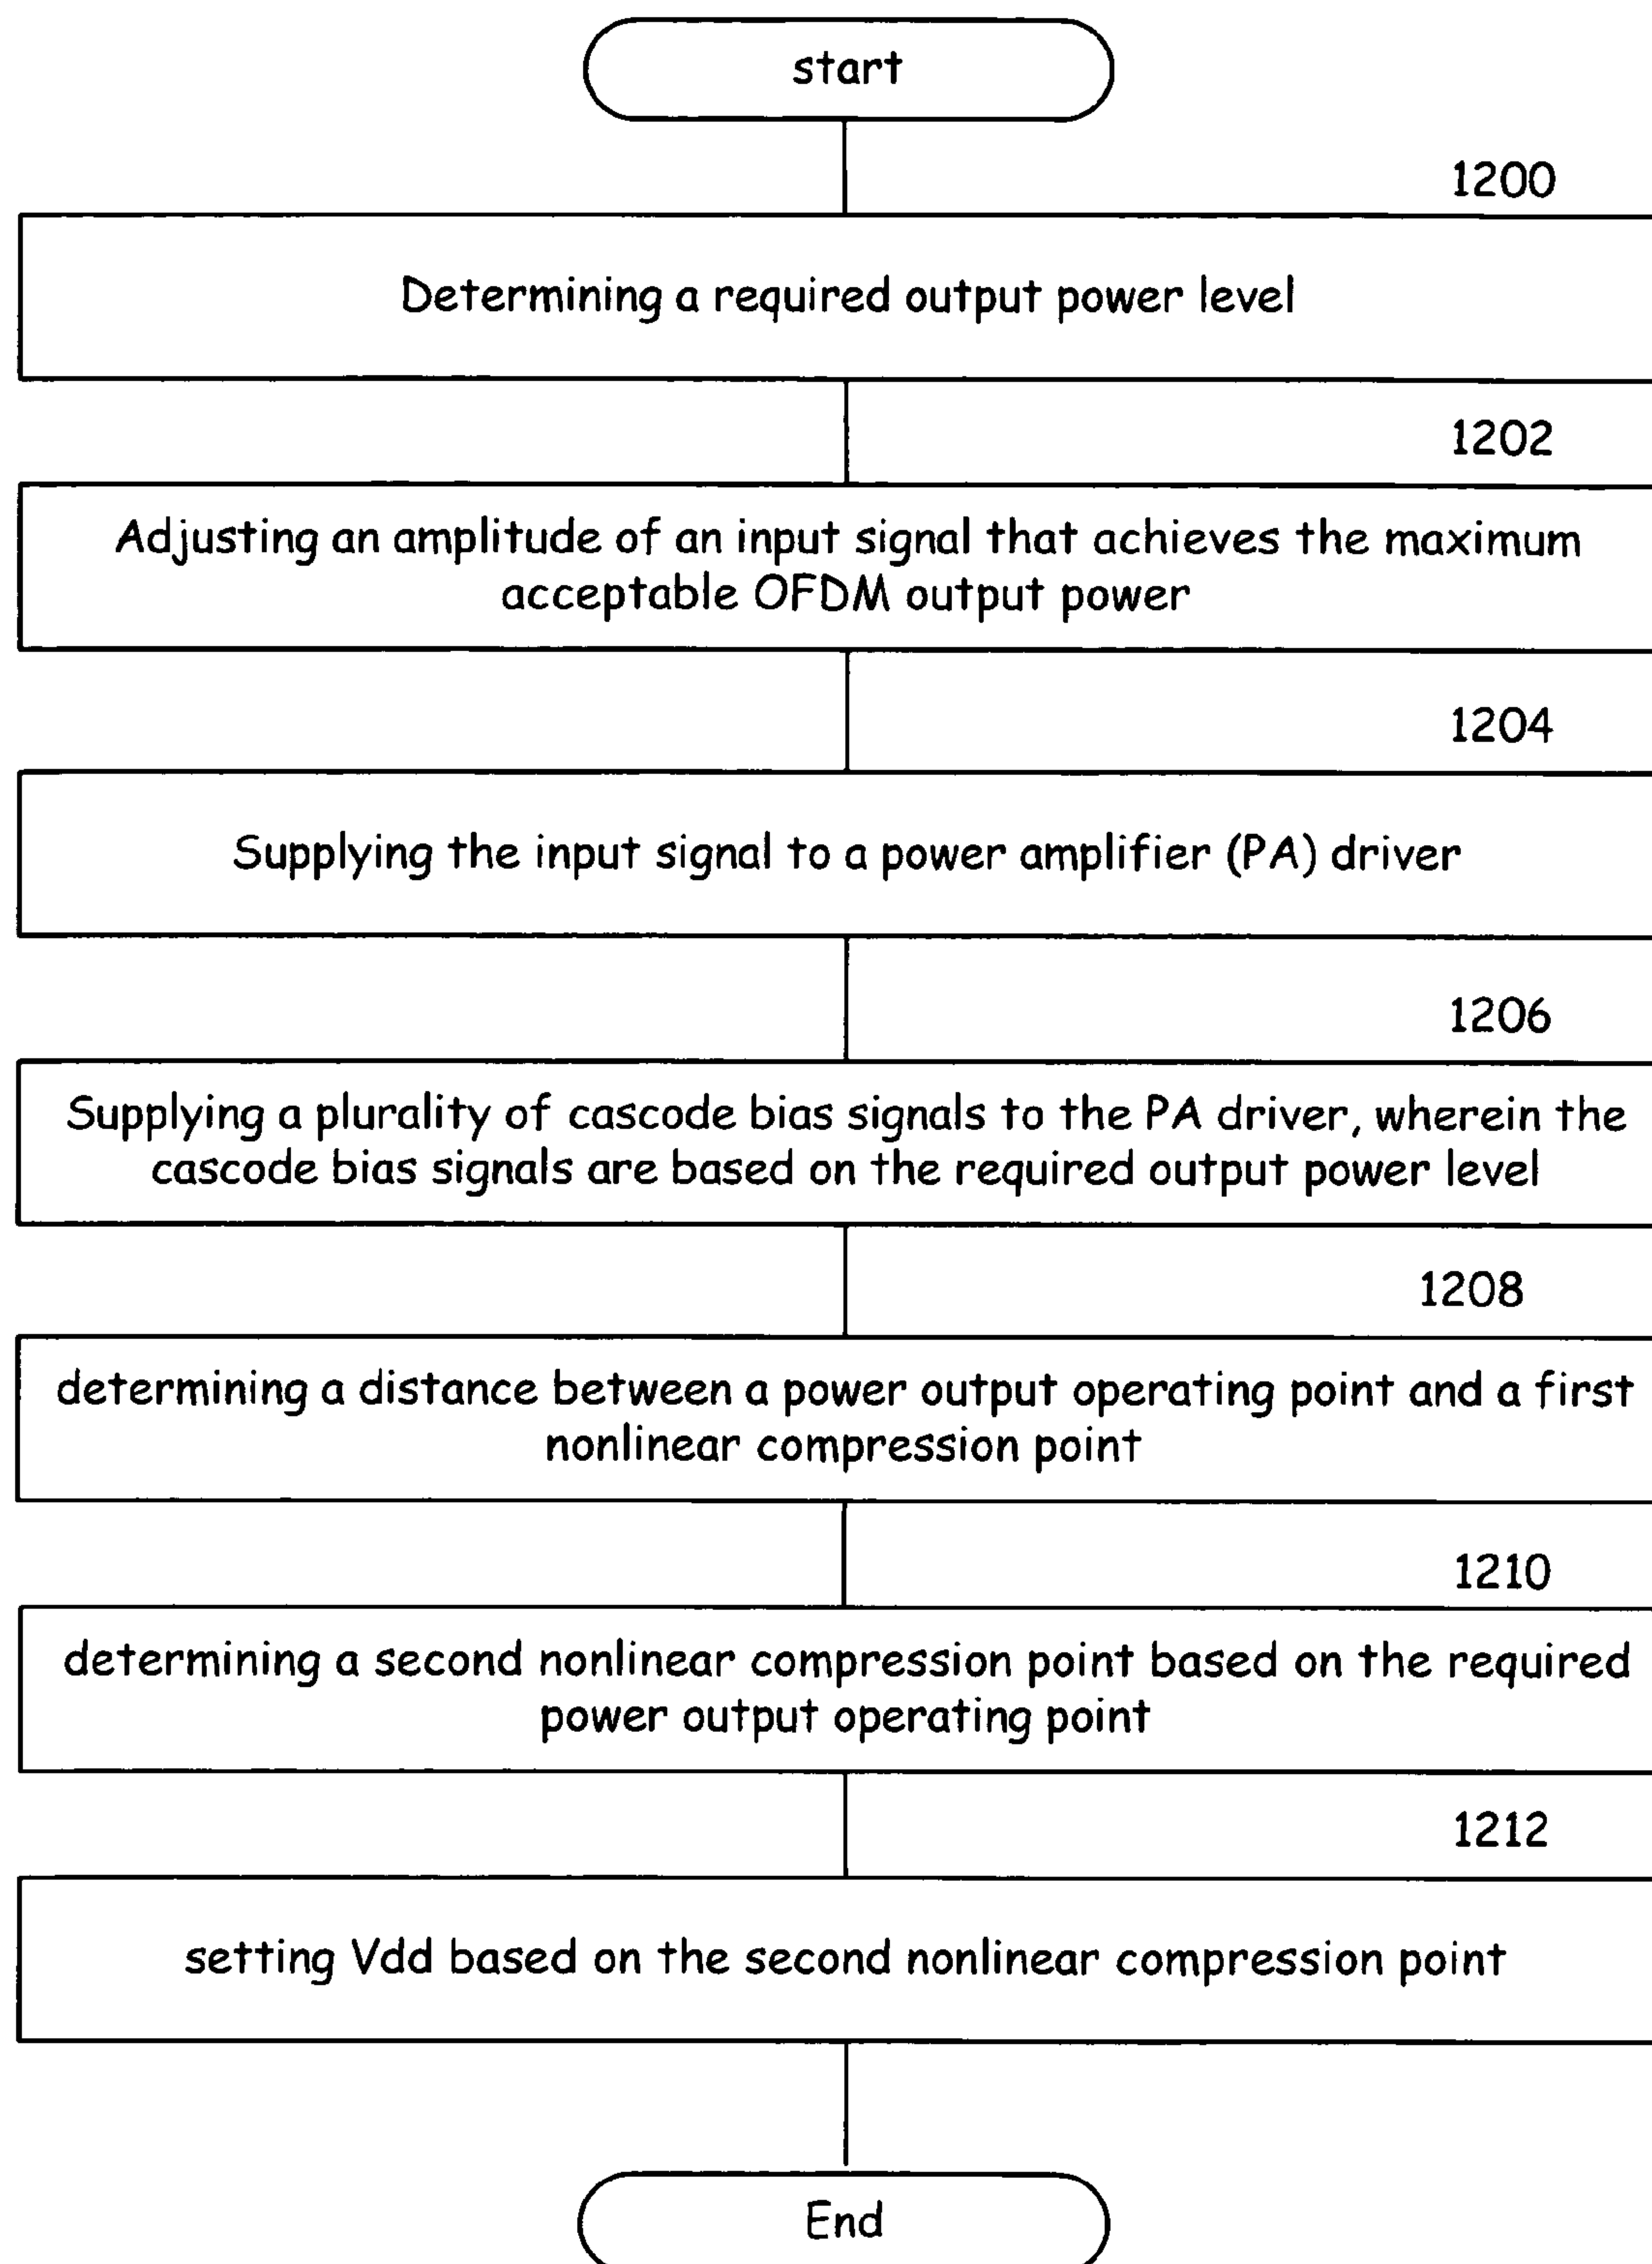 start
1200
Determining a required output power level
1202
Adjusting an amplitude of an input signal that achieves the maximum
acceptable OFDM output power
1204
Supplying the input signal to a power amplifier (PA) driver
1206
Supplying a plurality of cascode bias signals to the PA driver, wherein the
cascode bias signals are based on the required output power level
1208
determining a distance between a power output operating point and a first
nonlinear compression point
1210
determining a second nonlinear compression point based on the required
power output operating point
1212
setting Vdd based on the second nonlinear compression point
End